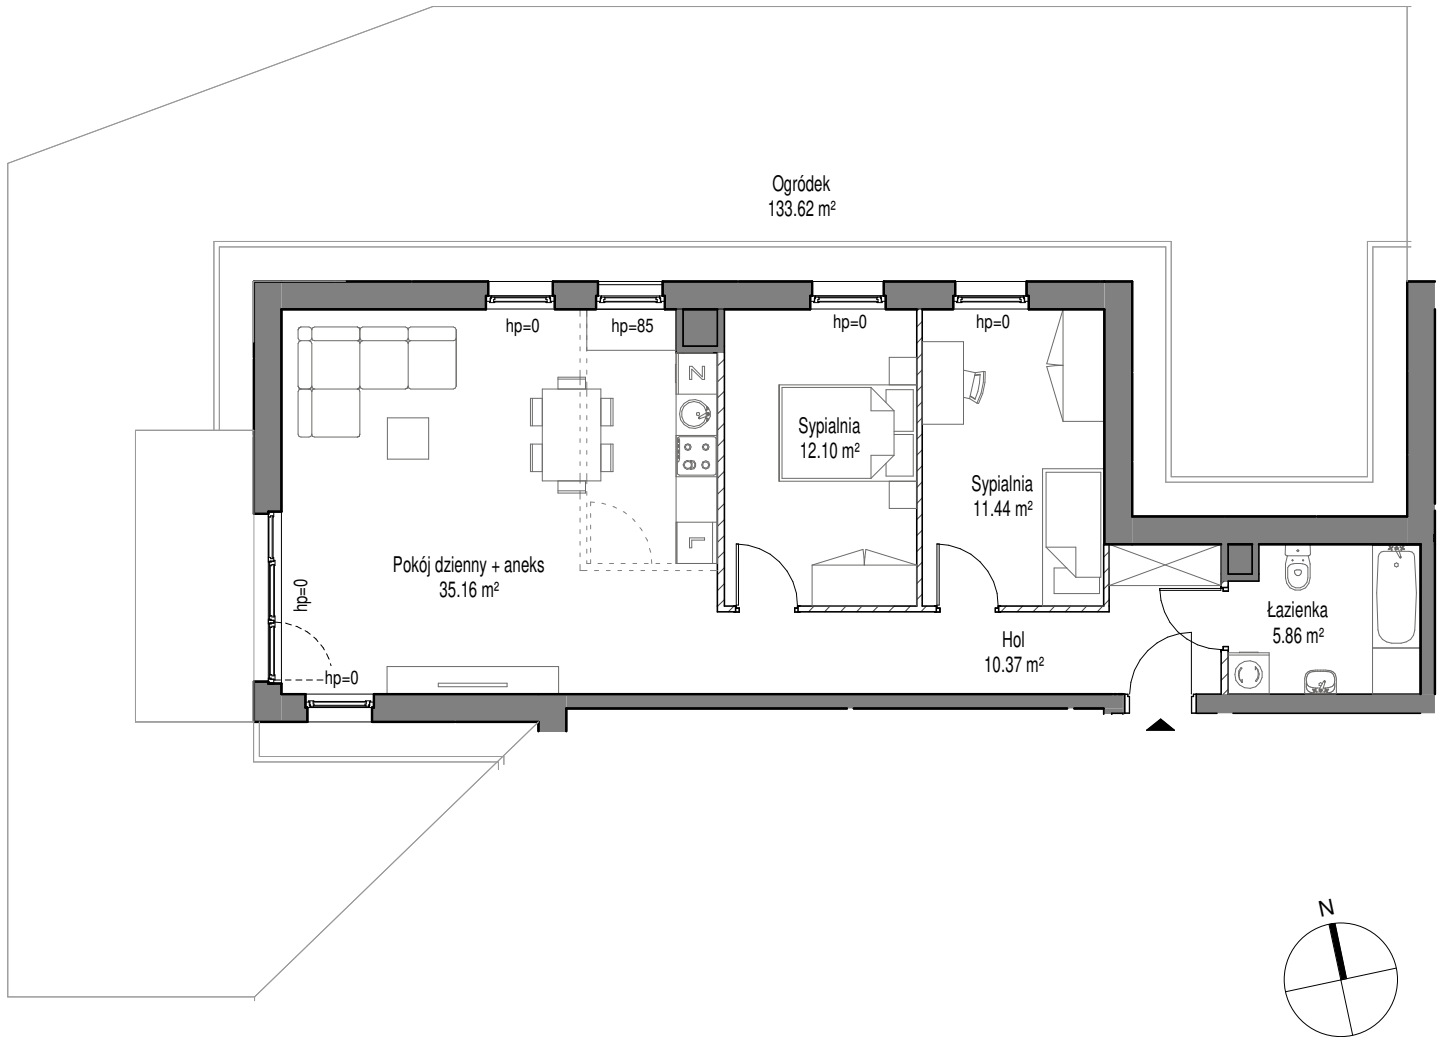 Ogródek
133.62 m²
hp=0
hp=85
hp=0
hp=0
Z
Sypialnia
12.10 m²
Sypialnia
11.44 m²
L
Pokój dzienny + aneks
35.16 m²
hp=0
Łazienka
5.86 m²
Hol
10.37 m²
hp=0
N